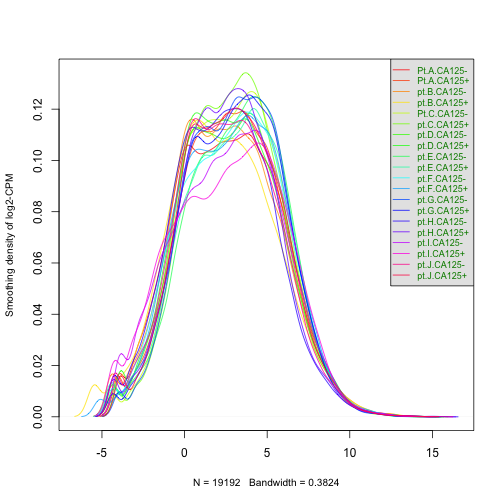 Smoothing density of log2-CPM
0.12
0.10
0.08
0.06
0.04
0.02
0.00
-5 0 5 10 15
N = 19192 Bandwidth = 0.3824
Pt.A.CA125-
Pt.A.CA125+
pt.B.CA125-
pt.B.CA125+
Pt.C.CA125-
pt.C.CA125+
pt.D.CA125-
pt.D.CA125+
pt.E.CA125-
pt.E.CA125+
pt.F.CA125-
pt.F.CA125+
pt.G.CA125-
pt.G.CA125+
pt.H.CA125-
pt.H.CA125+
pt.I.CA125-
pt.I.CA125+
pt.J.CA125-
pt.J.CA125+